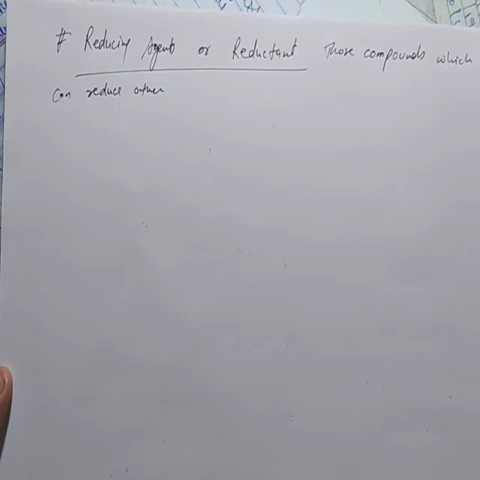 # Reducing Agents or Reductant Those compounds which
Can reduce other